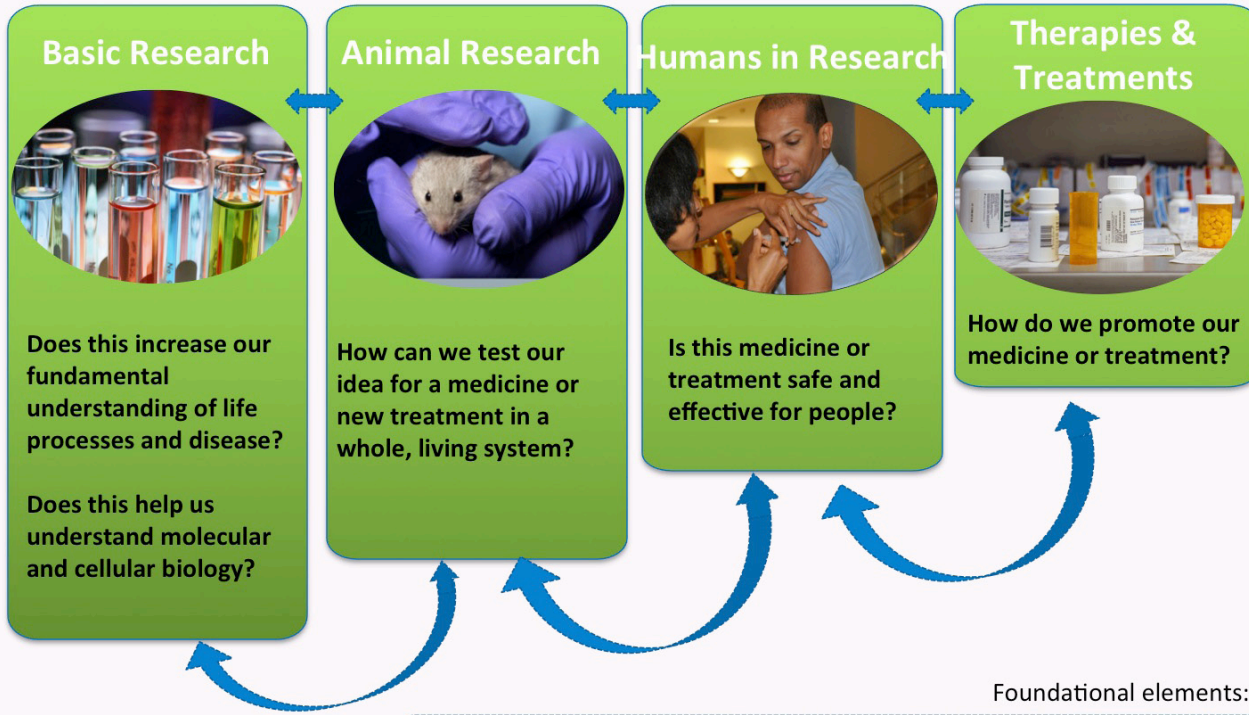 Basic Research
Does this increase our
fundamental
understanding of life
processes and disease?
Does this help us
understand molecular
and cellular biology?
Animal Research
How can we test our
idea for a medicine or
new treatment in a
whole, living system?
Humans in Research
Is this medicine or
treatment safe and
effective for people?
Therapies &
Treatments
How do we promote our
medicine or treatment?
Foundational elements: